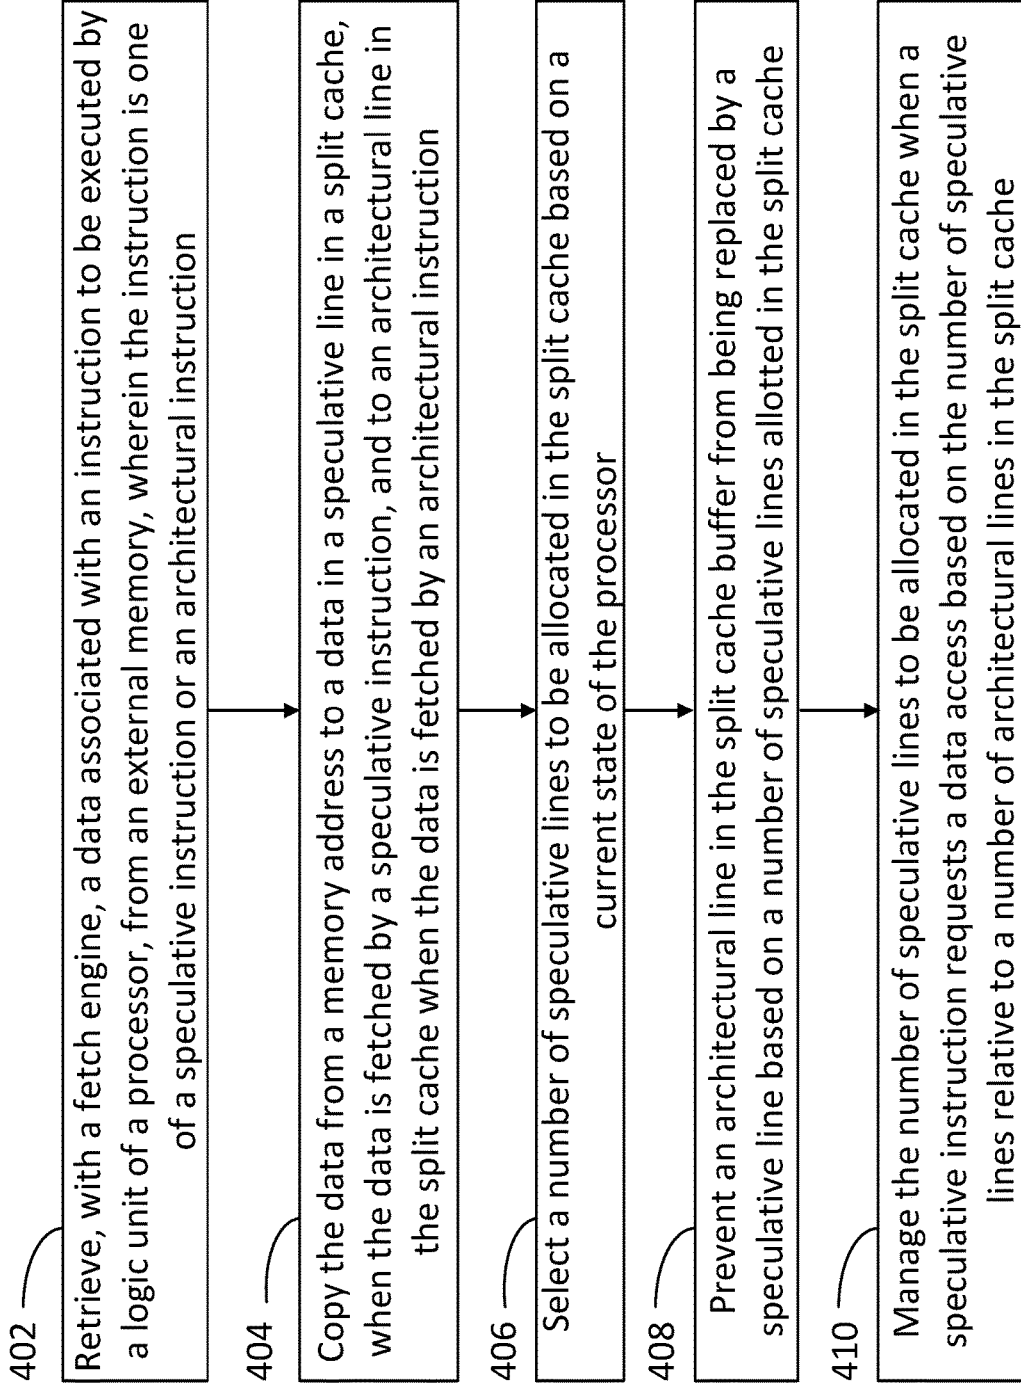 402
Retrieve, with a fetch engine, a data associated with an instruction to be executed by
a logic unit of a processor, from an external memory, wherein the instruction is one
of a speculative instruction or an architectural instruction
404
Copy the data from a memory address to a data in a speculative line in a split cache,
when the data is fetched by a speculative instruction, and to an architectural line in
the split cache when the data is fetched by an architectural instruction
406
Select a number of speculative lines to be allocated in the split cache based on a
current state of the processor
408
Prevent an architectural line in the split cache buffer from being replaced by a
speculative line based on a number of speculative lines allotted in the split cache
410
Manage the number of speculative lines to be allocated in the split cache when a
speculative instruction requests a data access based on the number of speculative
lines relative to a number of architectural lines in the split cache